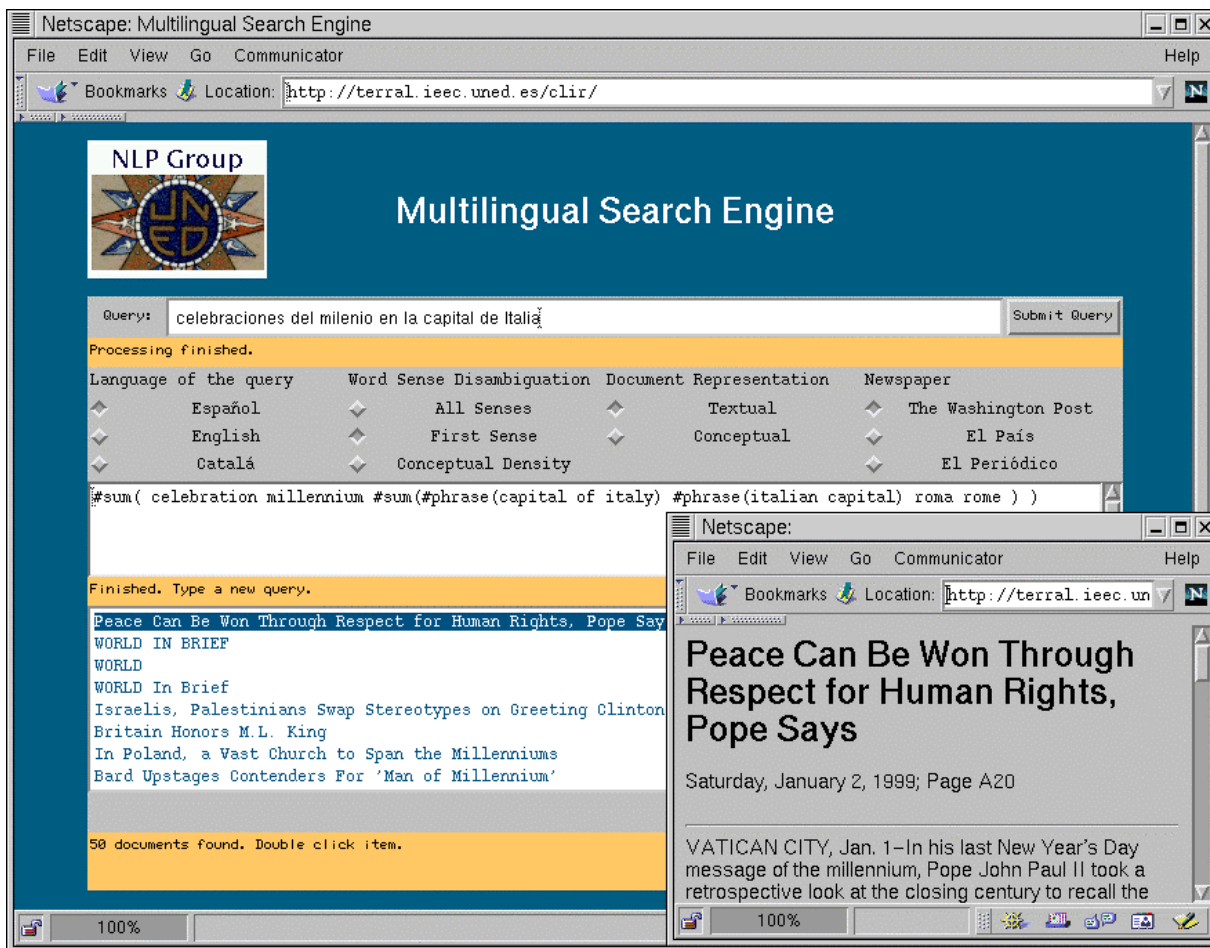 Netscape: Multilingual Search Engine
File Edit View Go Communicator Help
Bookmarks Location: http://terral.ieec.uned.es/clir/
N
NLP Group
UN
ED
Multilingual Search Engine
Query: celebraciones del milenio en la capital de Italia Submit Query
Processing finished.
Language of the query Word Sense Disambiguation Document Representation Newspaper
Español All Senses Textual The Washington Post
English First Sense Conceptual El País
Catalá Conceptual Density El Periódico
#sum( celebration millennium #sum(#phrase(capital of italy) #phrase(italian capital) roma rome ) )
Finished. Type a new query.
Peace Can Be Won Through Respect for Human Rights, Pope Say
WORLD IN BRIEF
WORLD
WORLD In Brief
Israelis, Palestinians Swap Stereotypes on Greeting Clinton
Britain Honors M.L. King
In Poland, a Vast Church to Span the Millenniums
Bard Upstages Contenders For 'Man of Millennium'
50 documents found. Double click item.
100%
Netscape:
File Edit View Go Communicator Help
Bookmarks Location: http://terral.ieec.un
N
Peace Can Be Won Through
Respect for Human Rights,
Pope Says
Saturday, January 2, 1999; Page A20
VATICAN CITY, Jan. 1–In his last New Year's Day
message of the millennium, Pope John Paul II took a
retrospective look at the closing century to recall the
100%